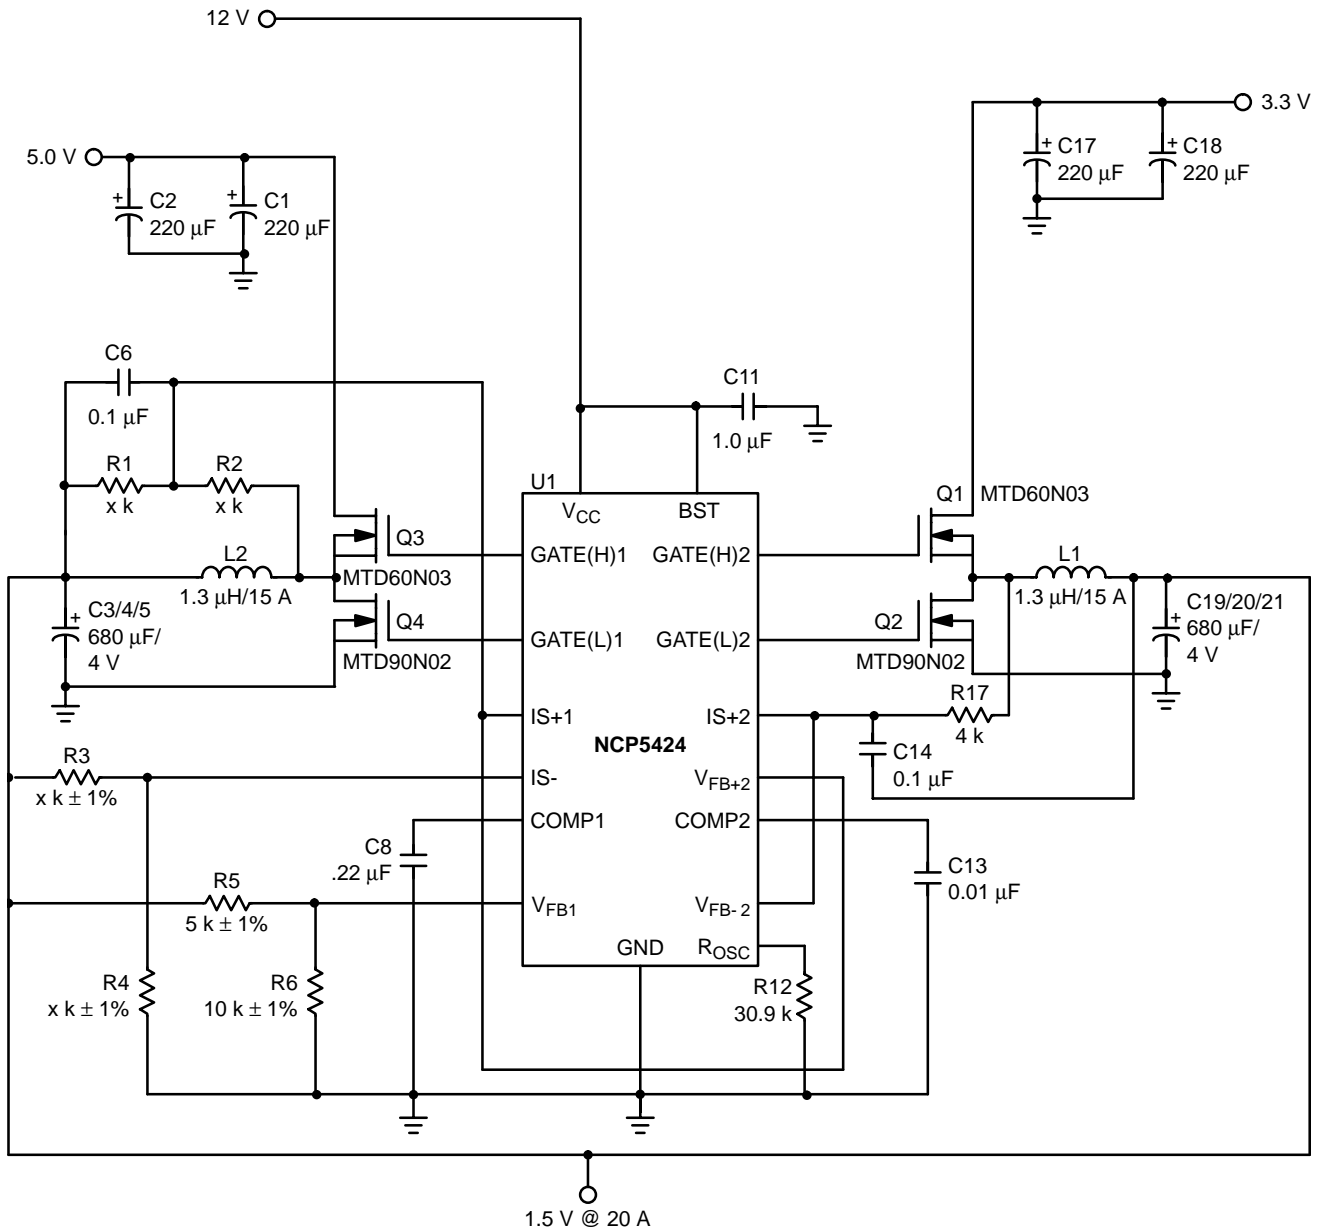 12 V
3.3 V
5.0 V
+ C17
220 µF
+ C18
220 µF
+ C2
220 µF
+ C1
220 µF
C6
0.1 µF
C11
1.0 µF
R1
x k
R2
x k
U1
VCC
BST
Q1 MTD60N03
Q3
MTD60N03
GATE(H)1
GATE(H)2
L2
1.3 µH/15 A
L1
1.3 µH/15 A
+ C3/4/5
680 µF/
4 V
Q4
MTD90N02
GATE(L)1
GATE(L)2
Q2
MTD90N02
C19/20/21
+ 680 µF/
4 V
IS+1
IS+2
R17
4 k
NCP5424
C14
0.1 µF
R3
x k ± 1%
IS-
VFB+2
COMP1
COMP2
C8
.22 µF
C13
0.01 µF
R5
5 k ± 1%
VFB1
VFB- 2
GND
ROSC
R4
x k ± 1%
R6
10 k ± 1%
R12
30.9 k
1.5 V @ 20 A